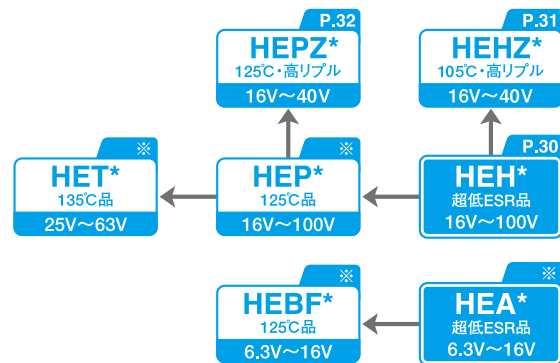 P.32
HEPZ*
125℃・高リプル
16V～40V
P.31
HEHZ*
105℃・高リプル
16V～40V
※
HET*
135℃品
25V～63V
※
HEP*
125℃品
16V～100V
P.30
HEH*
超低ESR品
16V～100V
※
HEBF*
125℃品
6.3V～16V
※
HEA*
超低ESR品
6.3V～16V